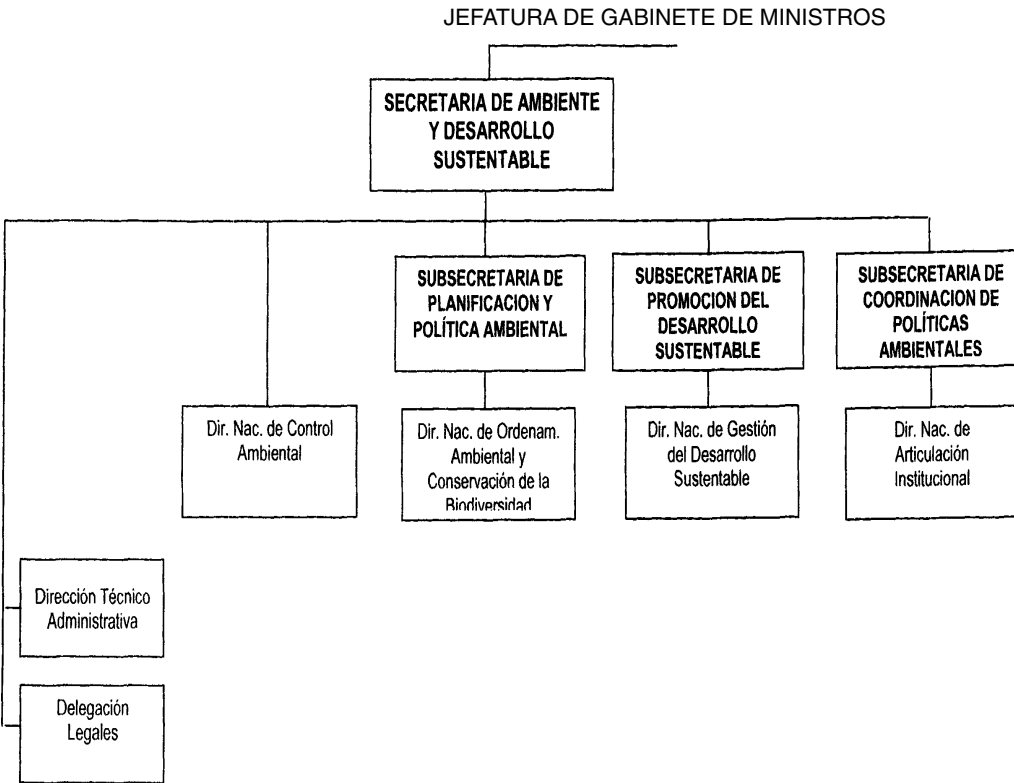 JEFATURA DE GABINETE DE MINISTROS
SECRETARIA DE AMBIENTE
Y DESARROLLO
SUSTENTABLE
SUBSECRETARIA DE
PLANIFICACION Y
POLÍTICA AMBIENTAL
SUBSECRETARIA DE
PROMOCION DEL
DESARROLLO
SUSTENTABLE
SUBSECRETARIA DE
COORDINACION DE
POLÍTICAS
AMBIENTALES
Dir. Nac. de Control
Ambiental
Dir. Nac. de Ordenam.
Ambiental y
Conservación de la
Biodiversidad
Dir. Nac. de Gestión
del Desarrollo
Sustentable
Dir. Nac. de
Articulación
Institucional
Dirección Técnico
Administrativa
Delegación
Legales